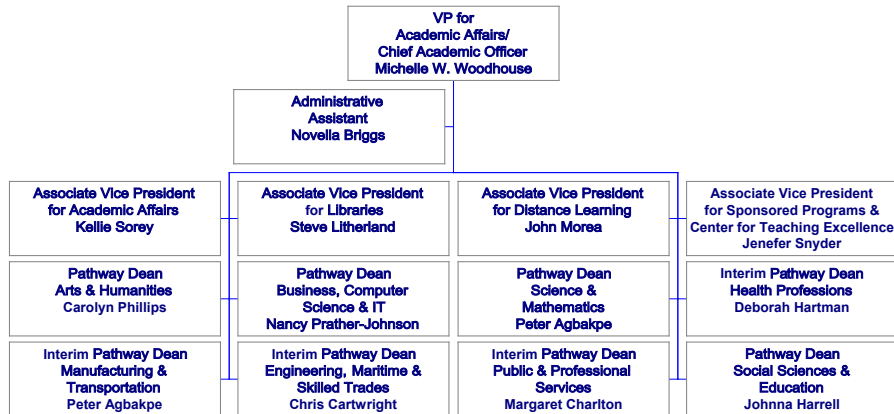 VP for
Academic Affairs/
Chief Academic Officer
Michelle W. Woodhouse
Administrative
Assistant
Novella Briggs
Associate Vice President
for Academic Affairs
Kellie Sorey
Associate Vice President
for Libraries
Steve Litherland
Associate Vice President
for Distance Learning
John Morea
Associate Vice President
for Sponsored Programs &
Center for Teaching Excellence
Jenefer Snyder
Pathway Dean
Arts & Humanities
Carolyn Phillips
Pathway Dean
Business, Computer
Science & IT
Nancy Prather-Johnson
Pathway Dean
Science &
Mathematics
Peter Agbakpe
Interim Pathway Dean
Health Professions
Deborah Hartman
Interim Pathway Dean
Manufacturing &
Transportation
Peter Agbakpe
Interim Pathway Dean
Engineering, Maritime &
Skilled Trades
Chris Cartwright
Interim Pathway Dean
Public & Professional
Services
Margaret Charlton
Pathway Dean
Social Sciences &
Education
Johnna Harrell